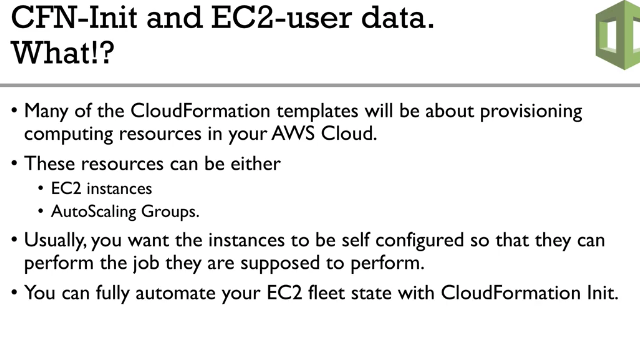 CFN-Init and EC2-user data.
What!?
• Many of the CloudFormation templates will be about provisioning
computing resources in your AWS Cloud.
• These resources can be either
• EC2 instances
• AutoScaling Groups.
• Usually, you want the instances to be self configured so that they can
perform the job they are supposed to perform.
• You can fully automate your EC2 fleet state with CloudFormation Init.